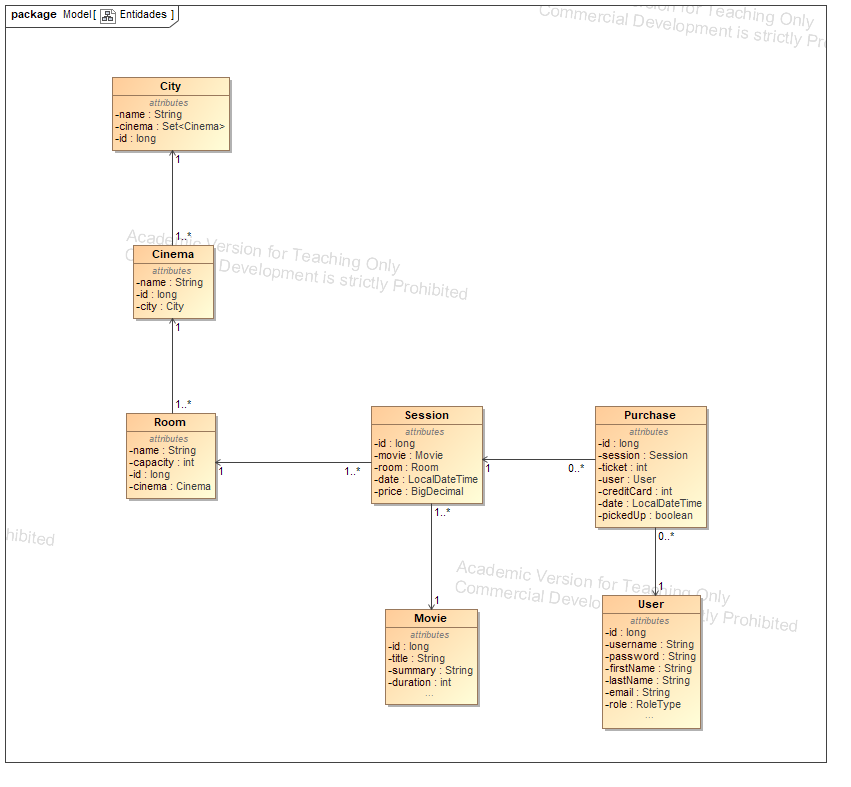 package Model [ Entidades ]
sion for Teaching Only
Commercial Development is strictly Pro
City
attributes
-name : String
-cinema : Set<Cinema>
-id : long
1
1..*
Academic Version for Teaching Only
C Development is strictly Prohibited
Cinema
attributes
-name : String
-id : long
-city : City
1
1..*
Room
attributes
-name : String
-capacity : int
-id : long
-cinema : Cinema
1
1..*
Session
attributes
-id : long
-movie : Movie
-room : Room
-date : LocalDateTime
-price : BigDecimal
1
0..*
Purchase
attributes
-id : long
-session : Session
-ticket : int
-user : User
-creditCard : int
-date : LocalDateTime
-pickedUp : boolean
1..*
0..*
hibited
Academic Version for Teaching Only
Commercial Develo ly Prohibited
1
1
Movie
attributes
-id : long
-title : String
-summary : String
-duration : int
...
User
attributes
-id : long
-username : String
-password : String
-firstName : String
-lastName : String
-email : String
-role : RoleType
...